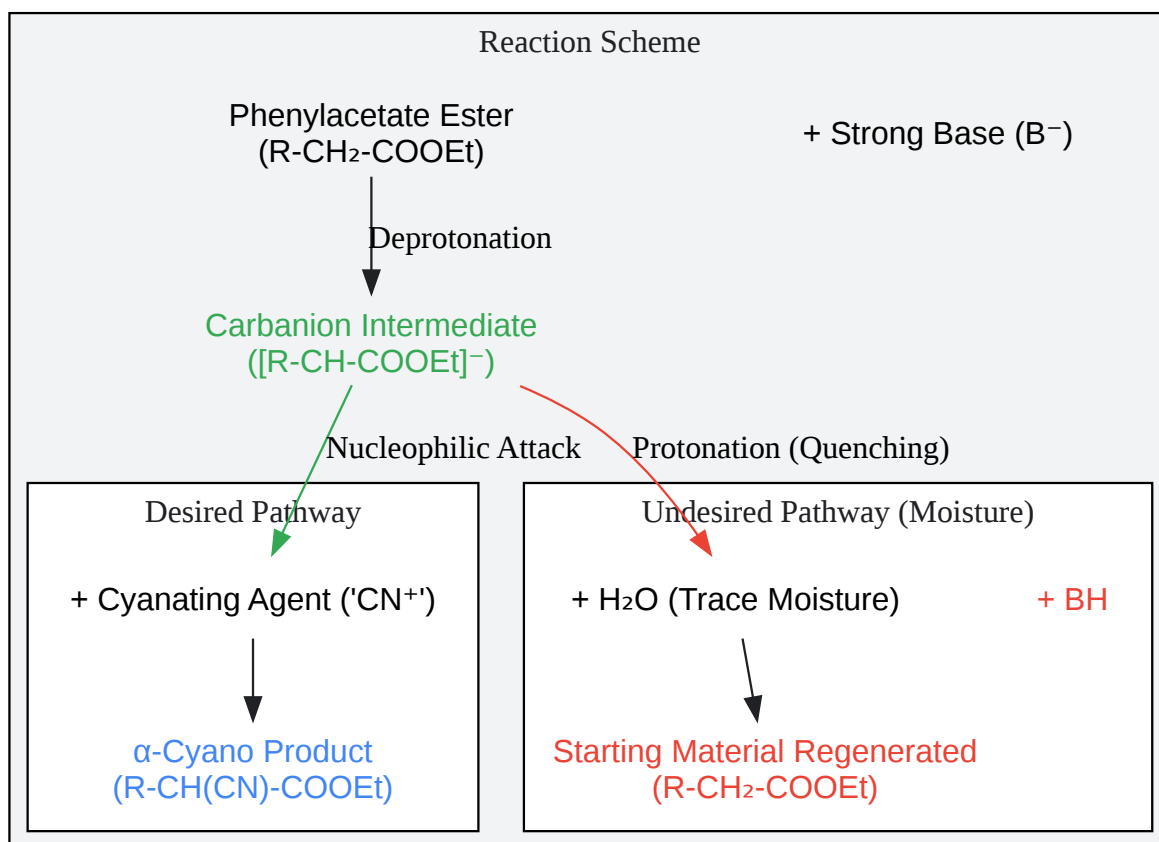 Reaction Scheme
Phenylacetate Ester
(R-CH₂-COOEt)
+ Strong Base (B⁻)
Deprotonation
Carbanion Intermediate
([R-CH-COOEt]⁻)
Nucleophilic Attack
Protonation (Quenching)
Desired Pathway
+ Cyanating Agent ('CN⁺')
α-Cyano Product
(R-CH(CN)-COOEt)
Undesired Pathway (Moisture)
+ H₂O (Trace Moisture)
+ BH
Starting Material Regenerated
(R-CH₂-COOEt)